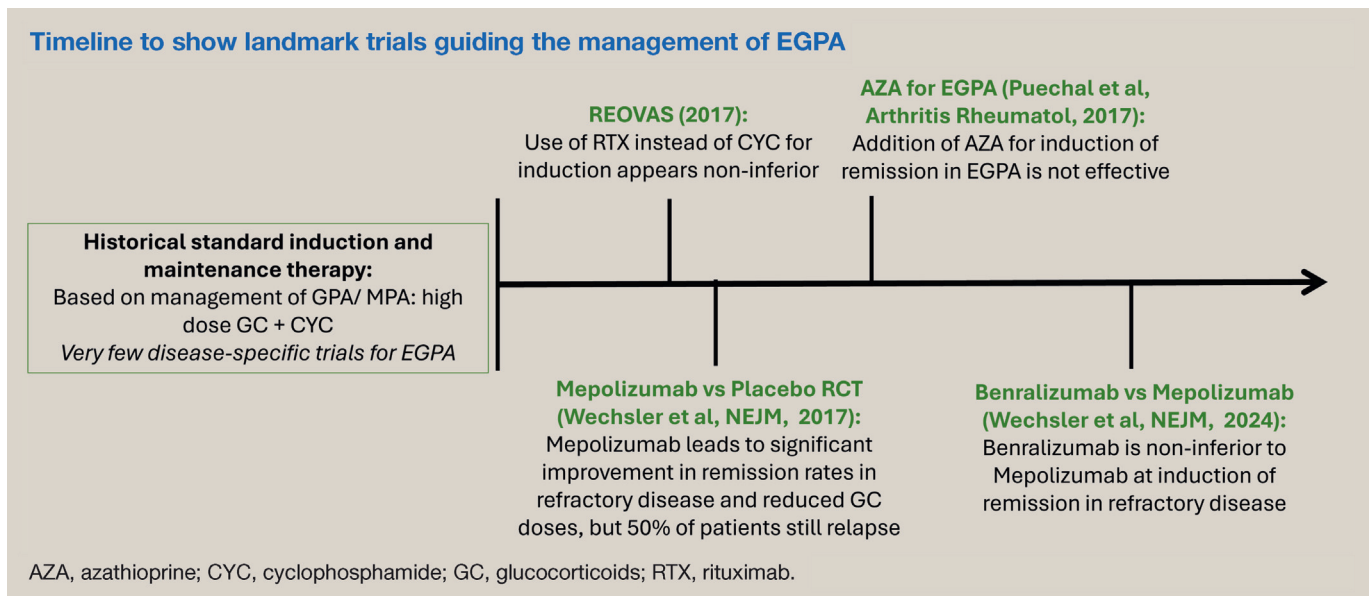 Timeline to show landmark trials guiding the management of EGPA
REOVAS (2017):
Use of RTX instead of CYC for
induction appears non-inferior
AZA for EGPA (Puechal et al,
Arthritis Rheumatol, 2017):
Addition of AZA for induction of
remission in EGPA is not effective
Historical standard induction and
maintenance therapy:
Based on management of GPA/ MPA: high
dose GC + CYC
Very few disease-specific trials for EGPA
Mepolizumab vs Placebo RCT
(Wechsler et al, NEJM, 2017):
Mepolizumab leads to significant
improvement in remission rates in
refractory disease and reduced GC
doses, but 50% of patients still relapse
Benralizumab vs Mepolizumab
(Wechsler et al, NEJM, 2024):
Benralizumab is non-inferior to
Mepolizumab at induction of
remission in refractory disease
AZA, azathioprine; CYC, cyclophosphamide; GC, glucocorticoids; RTX, rituximab.